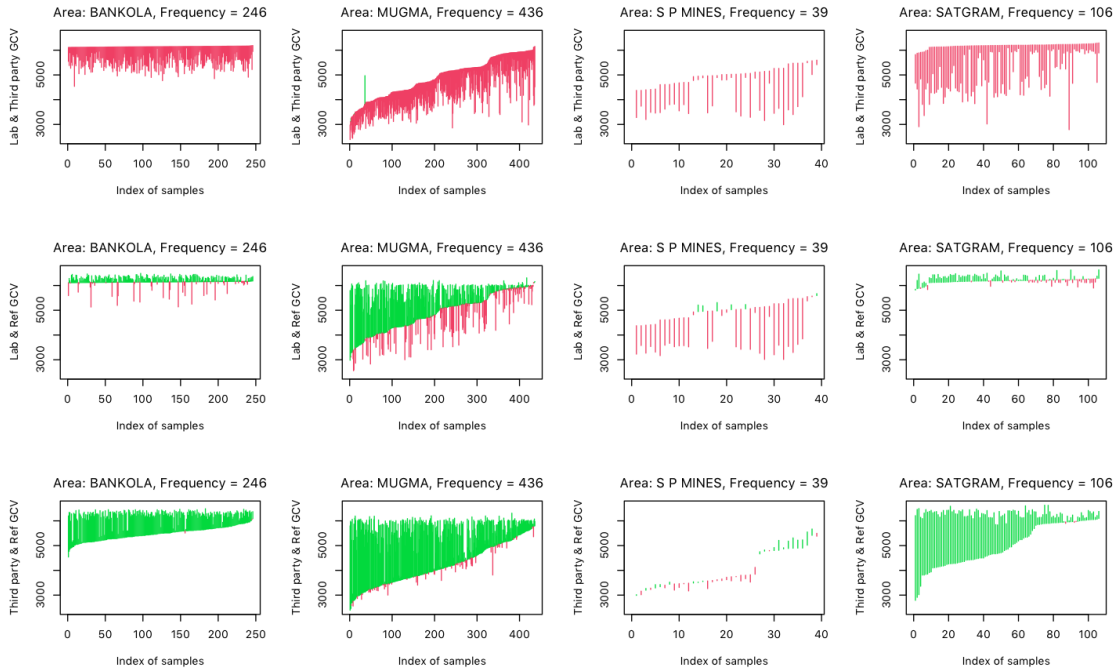 Area: BANKOLA, Frequency = 246
Area: MUGMA, Frequency = 436
Area: S P MINES, Frequency = 39
Area: SATGRAM, Frequency = 106
Lab & Third party GCV
3000 5000
0 50 100 150 200 250
Index of samples
Lab & Third party GCV
3000 5000
0 100 200 300 400
Index of samples
Lab & Third party GCV
3000 5000
0 10 20 30 40
Index of samples
Lab & Third party GCV
3000 5000
0 20 40 60 80 100
Index of samples
Area: BANKOLA, Frequency = 246
Area: MUGMA, Frequency = 436
Area: S P MINES, Frequency = 39
Area: SATGRAM, Frequency = 106
Lab & Ref GCV
3000 5000
0 50 100 150 200 250
Index of samples
Lab & Ref GCV
3000 5000
0 100 200 300 400
Index of samples
Lab & Ref GCV
3000 5000
0 10 20 30 40
Index of samples
Lab & Ref GCV
3000 5000
0 20 40 60 80 100
Index of samples
Area: BANKOLA, Frequency = 246
Area: MUGMA, Frequency = 436
Area: S P MINES, Frequency = 39
Area: SATGRAM, Frequency = 106
Third party & Ref GCV
3000 5000
0 50 100 150 200 250
Index of samples
Third party & Ref GCV
3000 5000
0 100 200 300 400
Index of samples
Third party & Ref GCV
3000 5000
0 10 20 30 40
Index of samples
Third party & Ref GCV
3000 5000
0 20 40 60 80 100
Index of samples